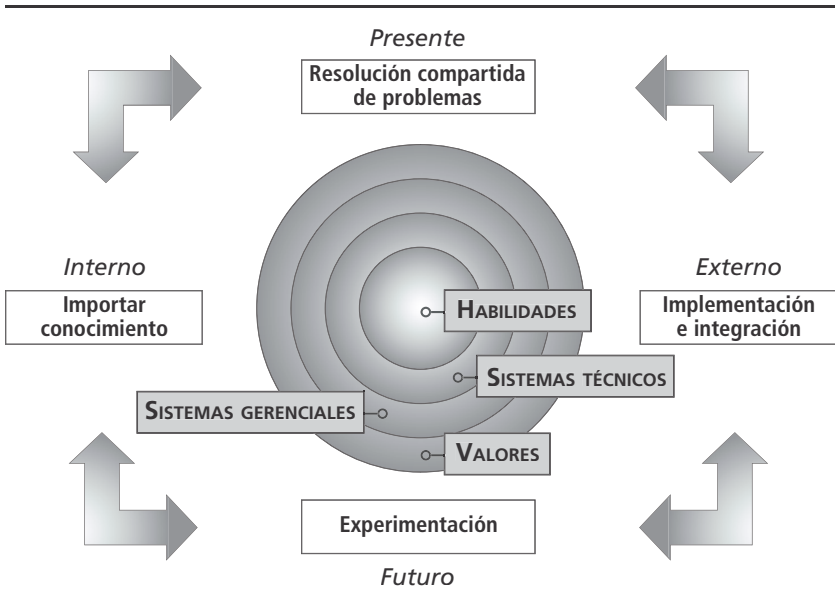 Presente
Resolución compartida
de problemas
Interno
Importar
conocimiento
Externo
Implementación
e integración
HABILIDADES
SISTEMAS TÉCNICOS
SISTEMAS GERENCIALES
VALORES
Experimentación
Futuro